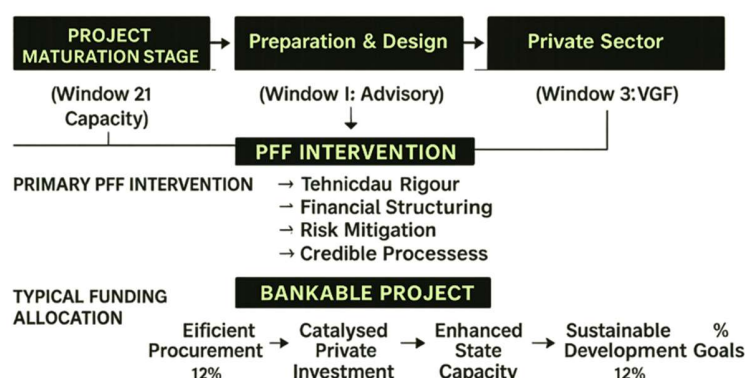 PROJECT
MATURATION STAGE
Preparation & Design
Private Sector
(Window 21
Capacity)
(Window I: Advisory)
(Window 3:VGF)
PFF INTERVENTION
PRIMARY PFF INTERVENTION
→ Tehnicdau Rigour
→ Financial Structuring
→ Risk Mitigation
→ Credible Processess
TYPICAL FUNDING
ALLOCATION
BANKABLE PROJECT
Eificient
Procurement
12%
→ Catalysed
Private
Investment
→ Enhanced
State
Capacity
→ Sustainable
Development
12%
%
Goals